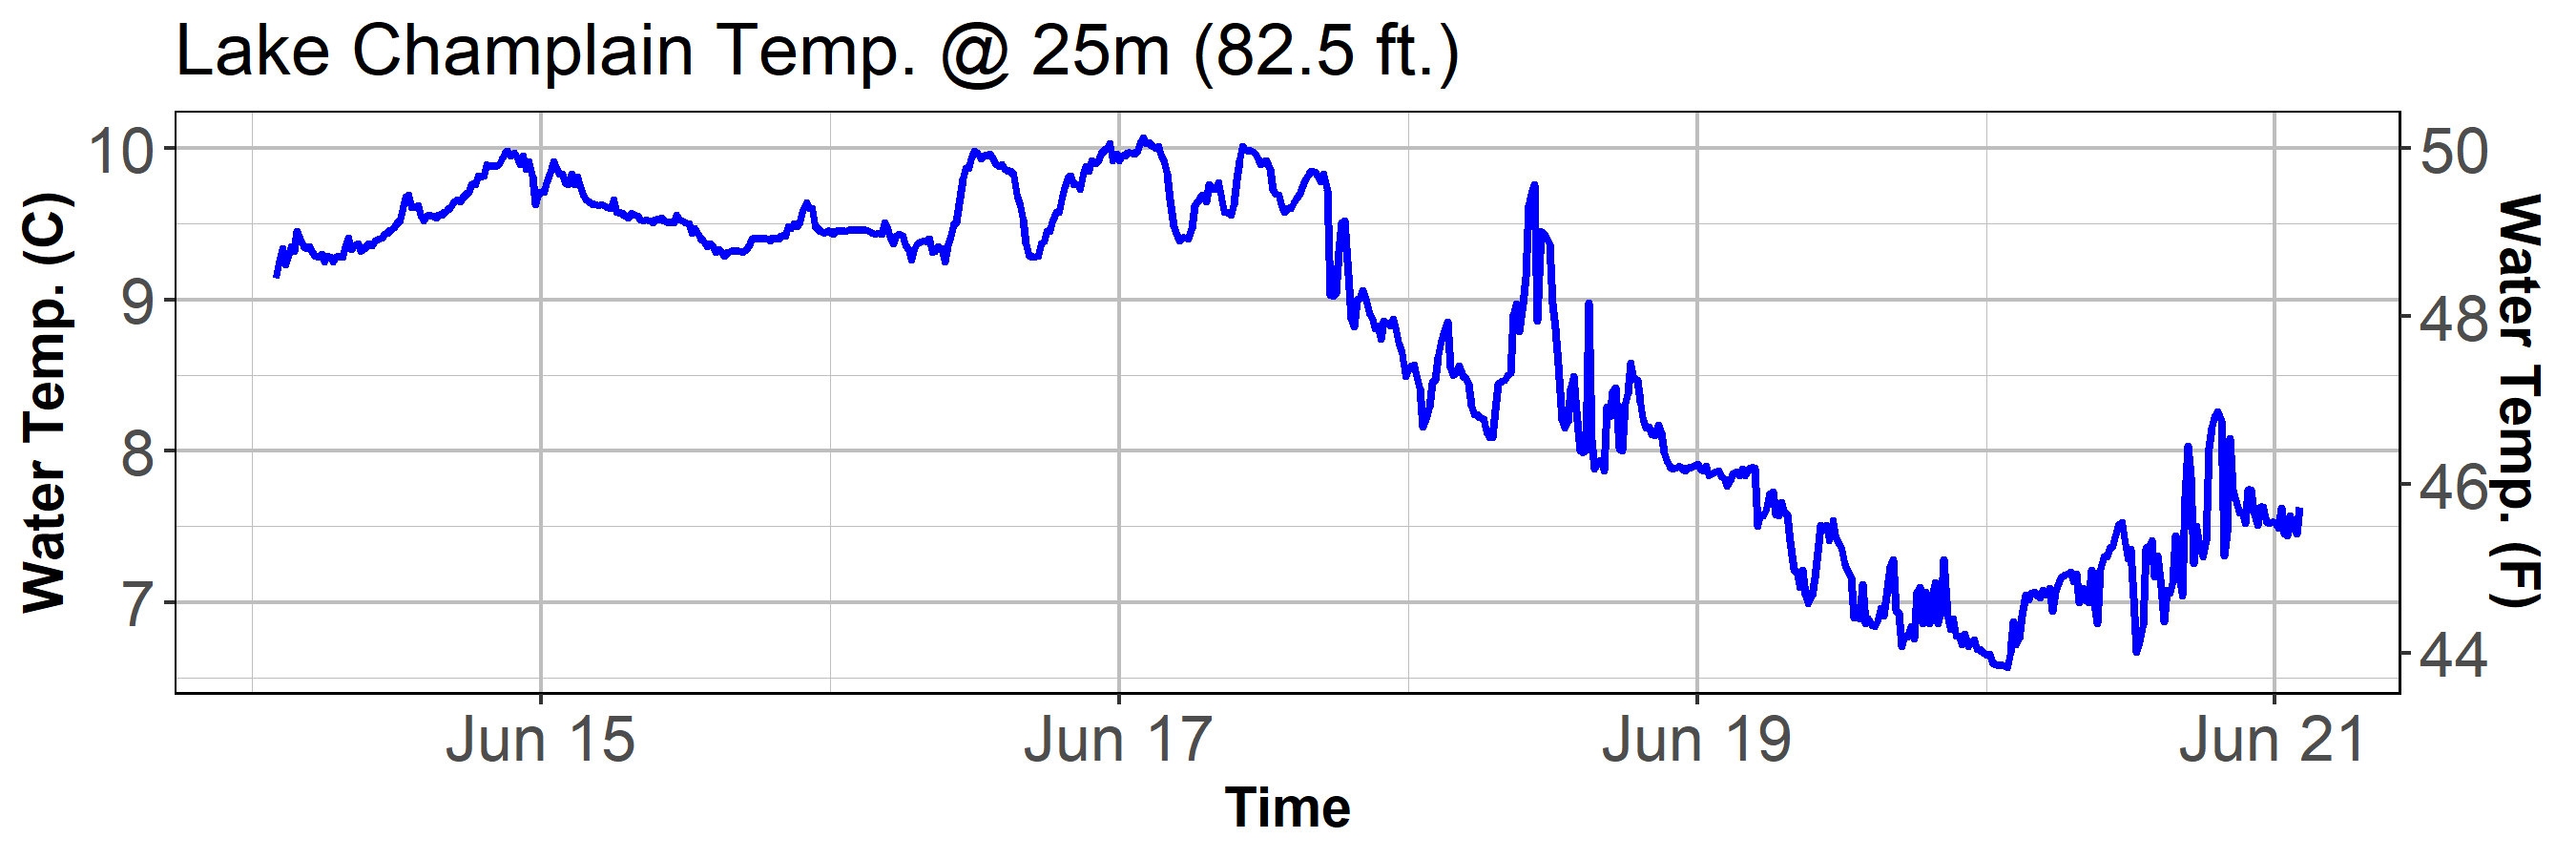 Lake Champlain Temp. @ 25m (82.5 ft.)
Water Temp. (C)
10
9
8
7
50
48
46
44
Water Temp. (F)
Jun 15 Jun 17 Jun 19 Jun 21
Time